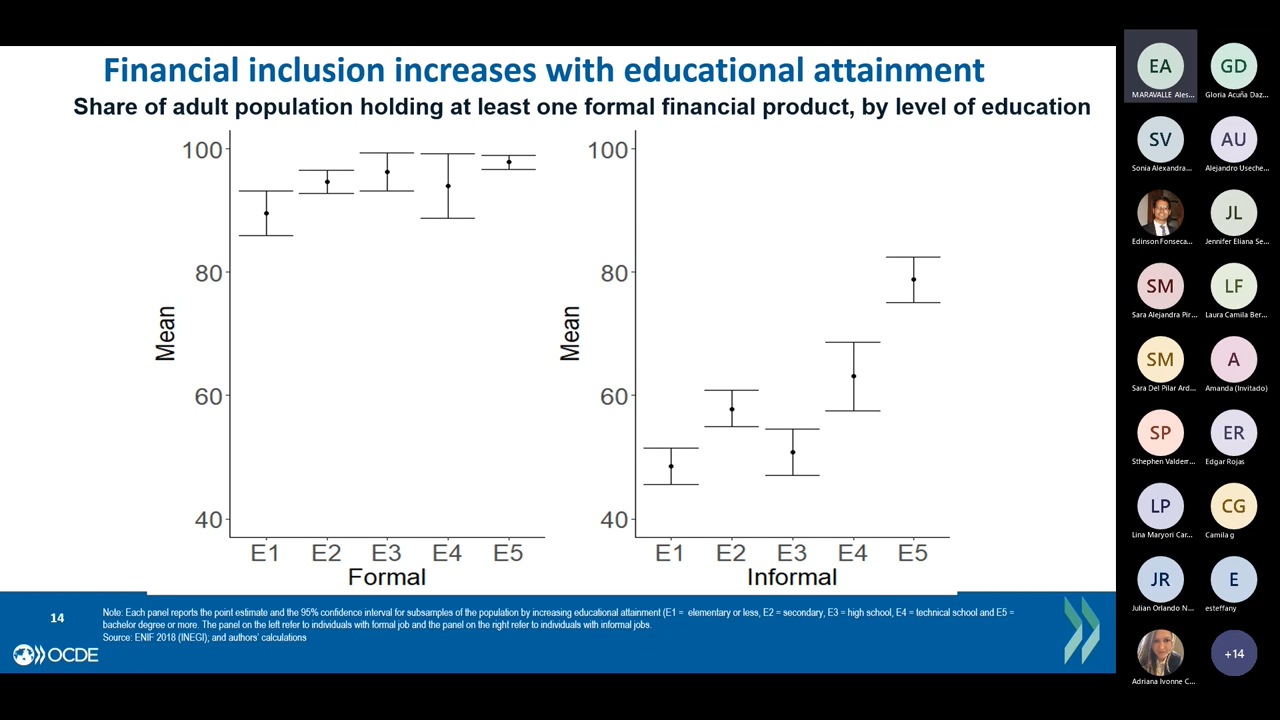 Financial inclusion increases with educational attainment
Share of adult population holding at least one formal financial product, by level of education
100
80
60
40
Mean
E1 E2 E3 E4 E5
Formal
100
80
60
40
Mean
E1 E2 E3 E4 E5
Informal
14
Note: Each panel reports the point estimate and the 95% confidence interval for subsamples of the population by increasing educational attainment (E1 = elementary or less, E2 = secondary, E3 = high school, E4 = technical school and E5 =
bachelor degree or more. The panel on the left refer to individuals with formal job and the panel on the right refer to individuals with informal jobs.
Source: ENIF 2018 (INEGI); and authors' calculations
OCDE
EA
MARAVALLE Ales...
GD
Gloria Acuña Daz...
SV
Sonia Alexandra...
AU
Alejandro Useche...
Edinson Fonseca...
JL
Jennifer Eliana Se...
SM
Sara Alejandra Pir...
LF
Laura Camila Ber...
SM
Sara Del Pilar Ard...
A
Amanda (Invitado)
SP
Sthephen Valderr...
ER
Edgar Rojas
LP
Lina Maryori Car...
CG
Camila g
JR
Julian Orlando N...
E
esteffany
Adriana Ivonne C...
+14